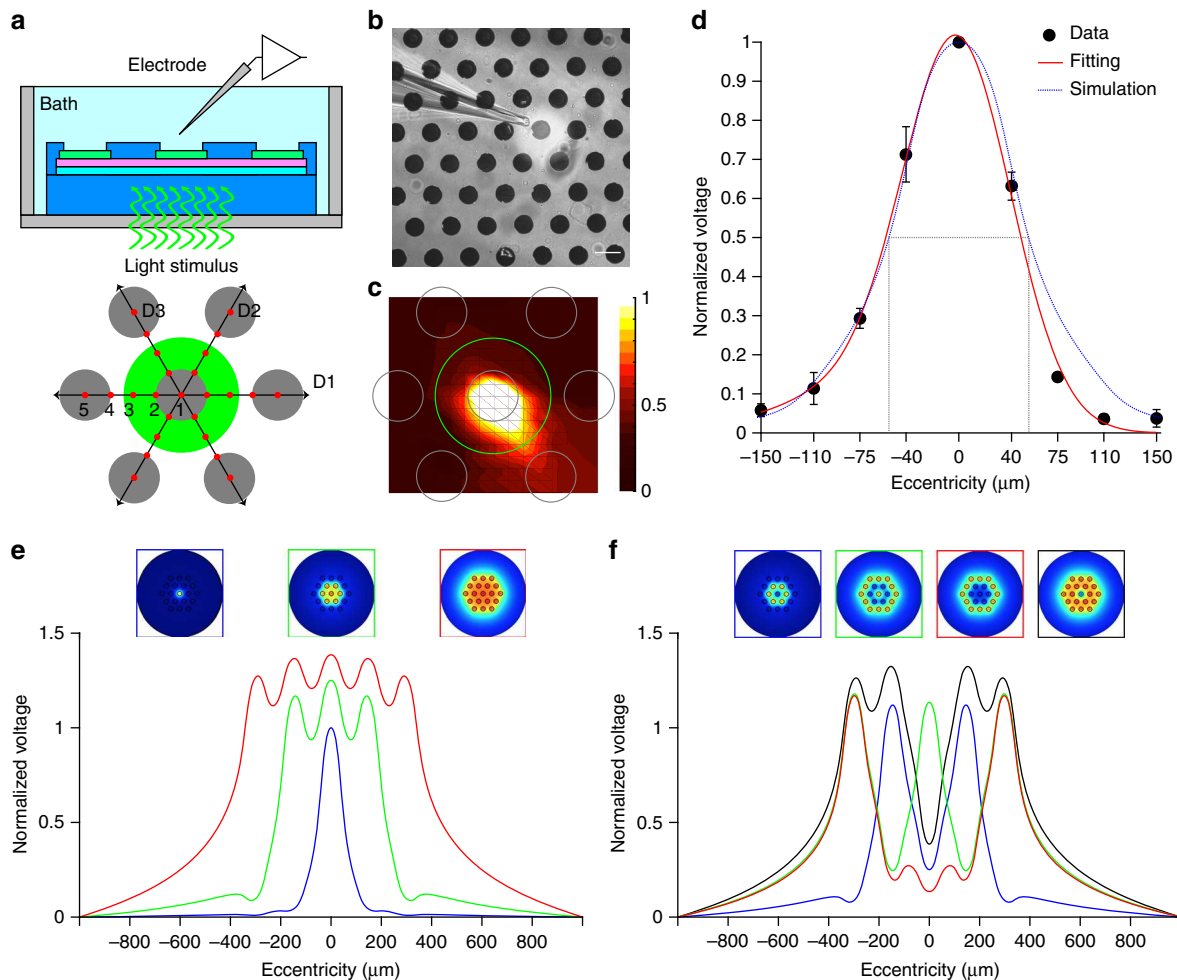 a
Electrode
Bath
Light stimulus
D3
D2
D1
5
4
3
2
1
b
c
1
0.5
0
d
Data
Fitting
Simulation
Normalized voltage
1
0.9
0.8
0.7
0.6
0.5
0.4
0.3
0.2
0.1
0
−150
−110
−75
−40
0
40
75
110
150
Eccentricity (μm)
e
Normalized voltage
1.5
1
0.5
0
−800
−600
−400
−200
0
200
400
600
800
Eccentricity (μm)
f
Normalized voltage
1.5
1
0.5
0
−800
−600
−400
−200
0
200
400
600
800
Eccentricity (μm)